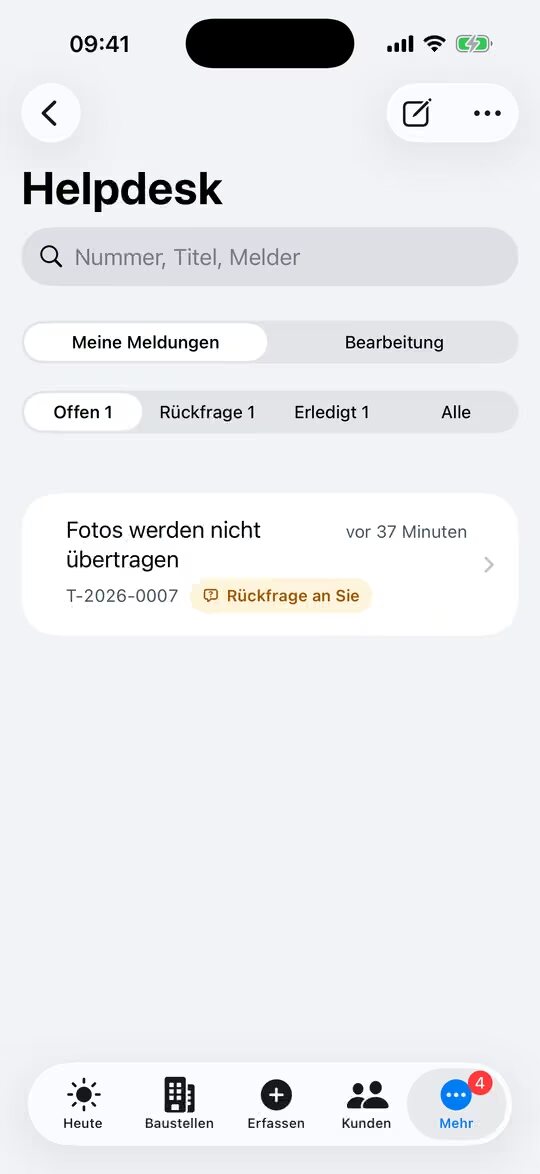 09:41
Helpdesk
Nummer, Titel, Melder
Meine Meldungen Bearbeitung
Offen 1 Rückfrage 1 Erledigt 1 Alle
Fotos werden nicht übertragen vor 37 Minuten
T-2026-0007 Rückfrage an Sie
4
Heute Baustellen Erfassen Kunden Mehr